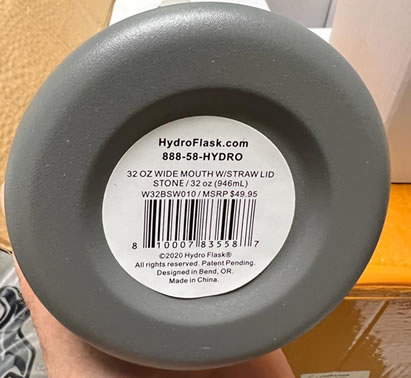 HydroFlask.com
888-58-HYDRO
32 OZ WIDE MOUTH W/STRAW LID
STONE / 32 oz (946mL)
W32BSW010 / MSRP $49.95
8 10007 83558 7
©2020 Hydro Flask®
All rights reserved. Patent Pending.
Designed in Bend, OR.
Made in China.